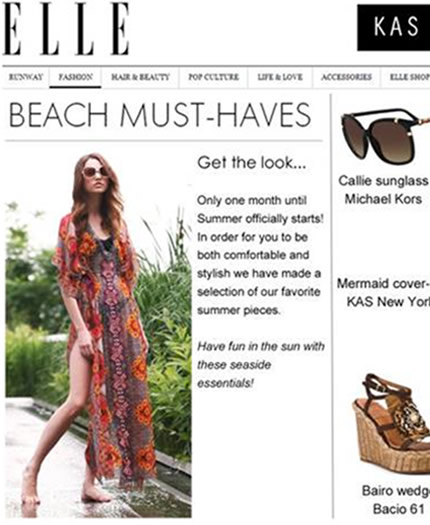 ELLE
KAS
RUNWAY FASHION HAIR & BEAUTY POP CULTURE LIFE & LOVE ACCESSORIES ELLE SHOP
BEACH MUST-HAVES
Get the look...
Only one month until
Summer officially starts!
In order for you to be
both comfortable and
stylish we have made a
selection of our favorite
summer pieces.
Have fun in the sun with
these seaside
essentials!
Callie sunglass
Michael Kors
Mermaid cover-
KAS New York
Bairo wedg
Bacio 61